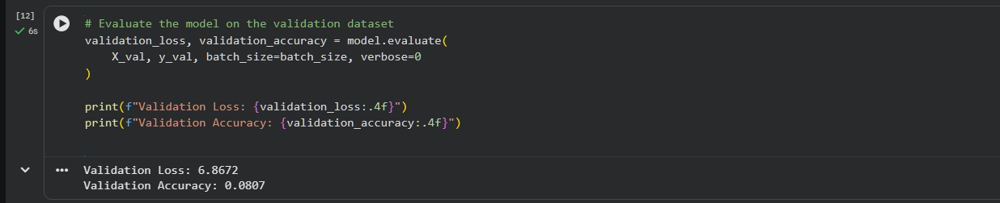 [12]
6s
# Evaluate the model on the validation dataset
validation_loss, validation_accuracy = model.evaluate(
    X_val, y_val, batch_size=batch_size, verbose=0
)
print(f"Validation Loss: {validation_loss:.4f}")
print(f"Validation Accuracy: {validation_accuracy:.4f}")
Validation Loss: 6.8672
Validation Accuracy: 0.0807